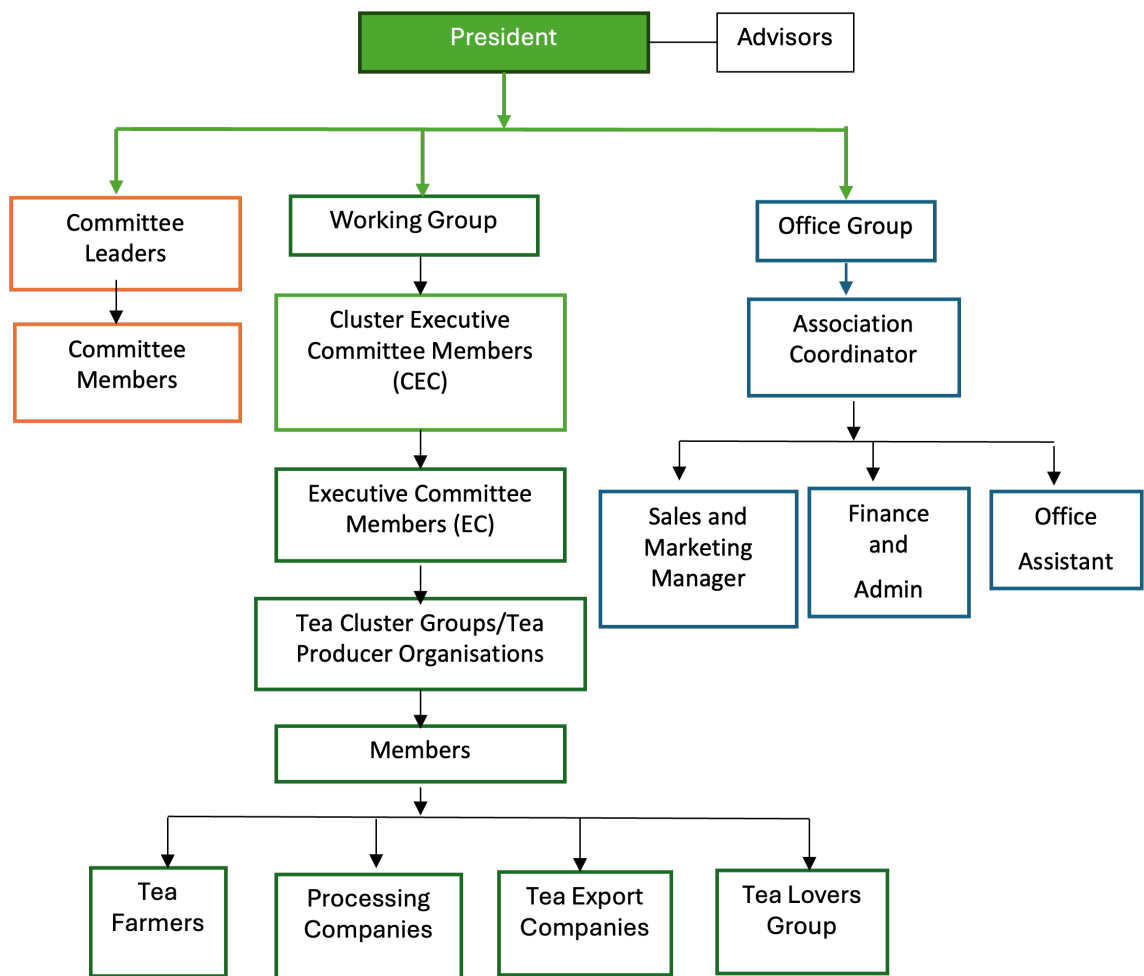 President
Advisors
Committee
Leaders
Working Group
Office Group
Committee
Members
Cluster Executive
Committee Members
(CEC)
Association
Coordinator
Executive Committee
Members (EC)
Sales and
Marketing
Manager
Finance
and
Admin
Office
Assistant
Tea Cluster Groups/Tea
Producer Organisations
Members
Tea
Farmers
Processing
Companies
Tea Export
Companies
Tea Lovers
Group